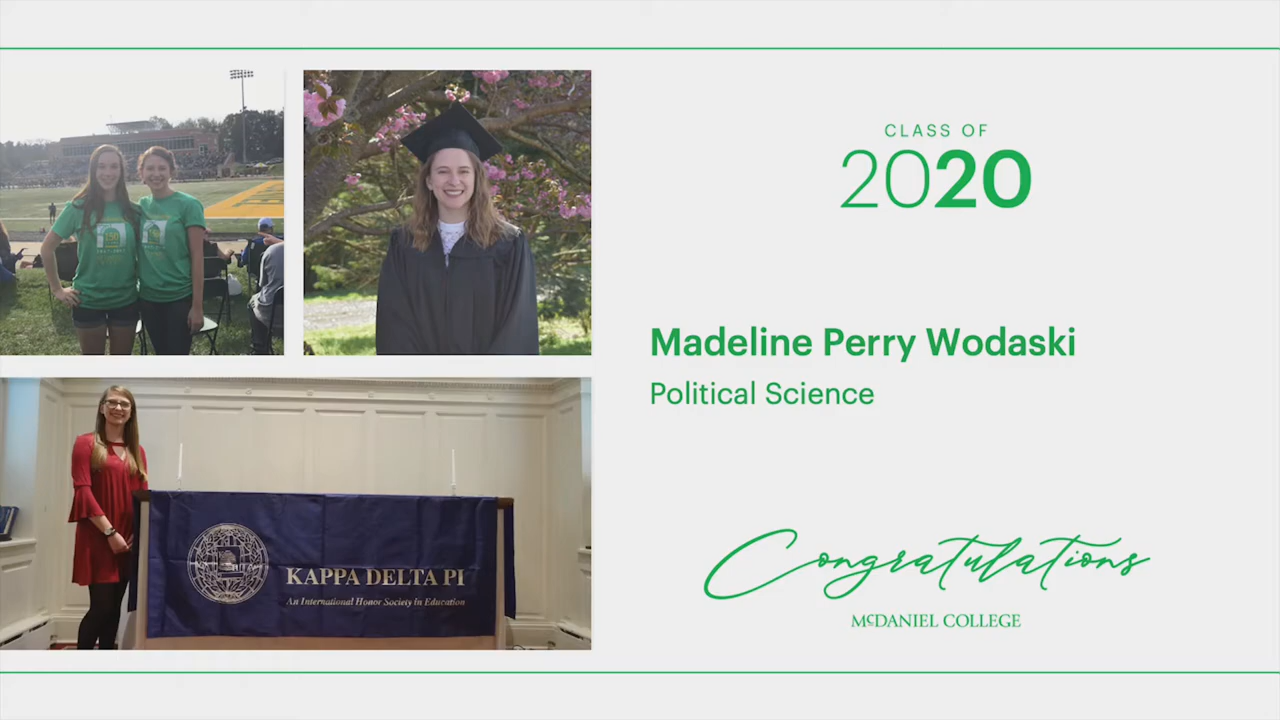 CLASS OF
2020
Madeline Perry Wodaski
Political Science
KAPPA DELTA PI
An International Honor Society In Education
Congratulations
McDANIEL COLLEGE